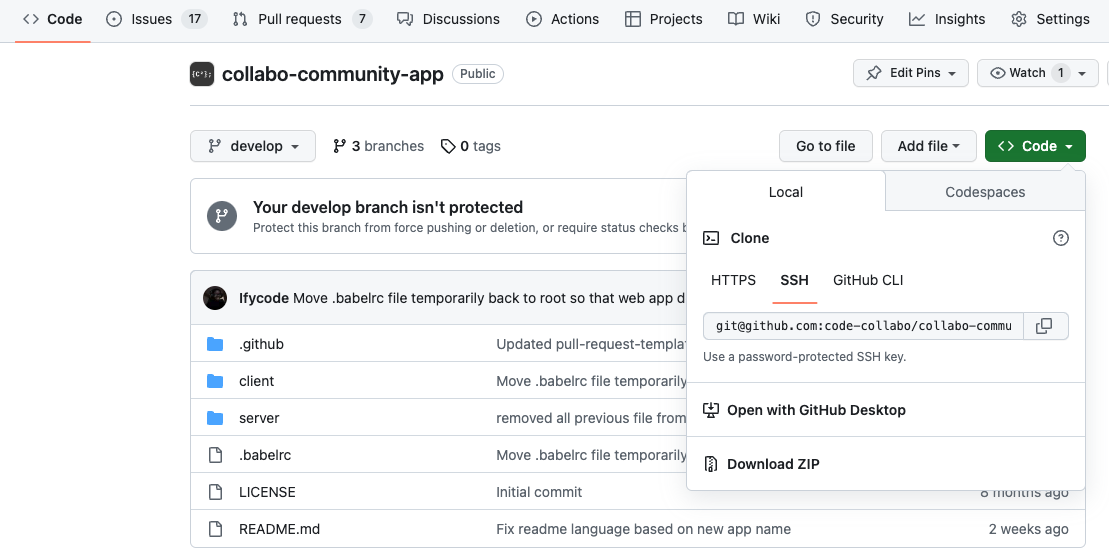 Code Issues 17 Pull requests 7 Discussions Actions Projects Wiki Security Insights Settings
{C²}; collabo-community-app Public Edit Pins Watch 1
develop 3 branches 0 tags Go to file Add file Code
Local Codespaces
Your develop branch isn't protected
Protect this branch from force pushing or deletion, or require status checks b
Clone
HTTPS SSH GitHub CLI
Ifycode Move .babelrc file temporarily back to root so that web app d
git@github.com:code-collabo/collabo-commu
.github Updated pull-request-templat
Use a password-protected SSH key.
client Move .babelrc file temporarily
Open with GitHub Desktop
server removed all previous file from
.babelrc Move .babelrc file temporarily
Download ZIP
LICENSE Initial commit 8 months ago
README.md Fix readme language based on new app name 2 weeks ago